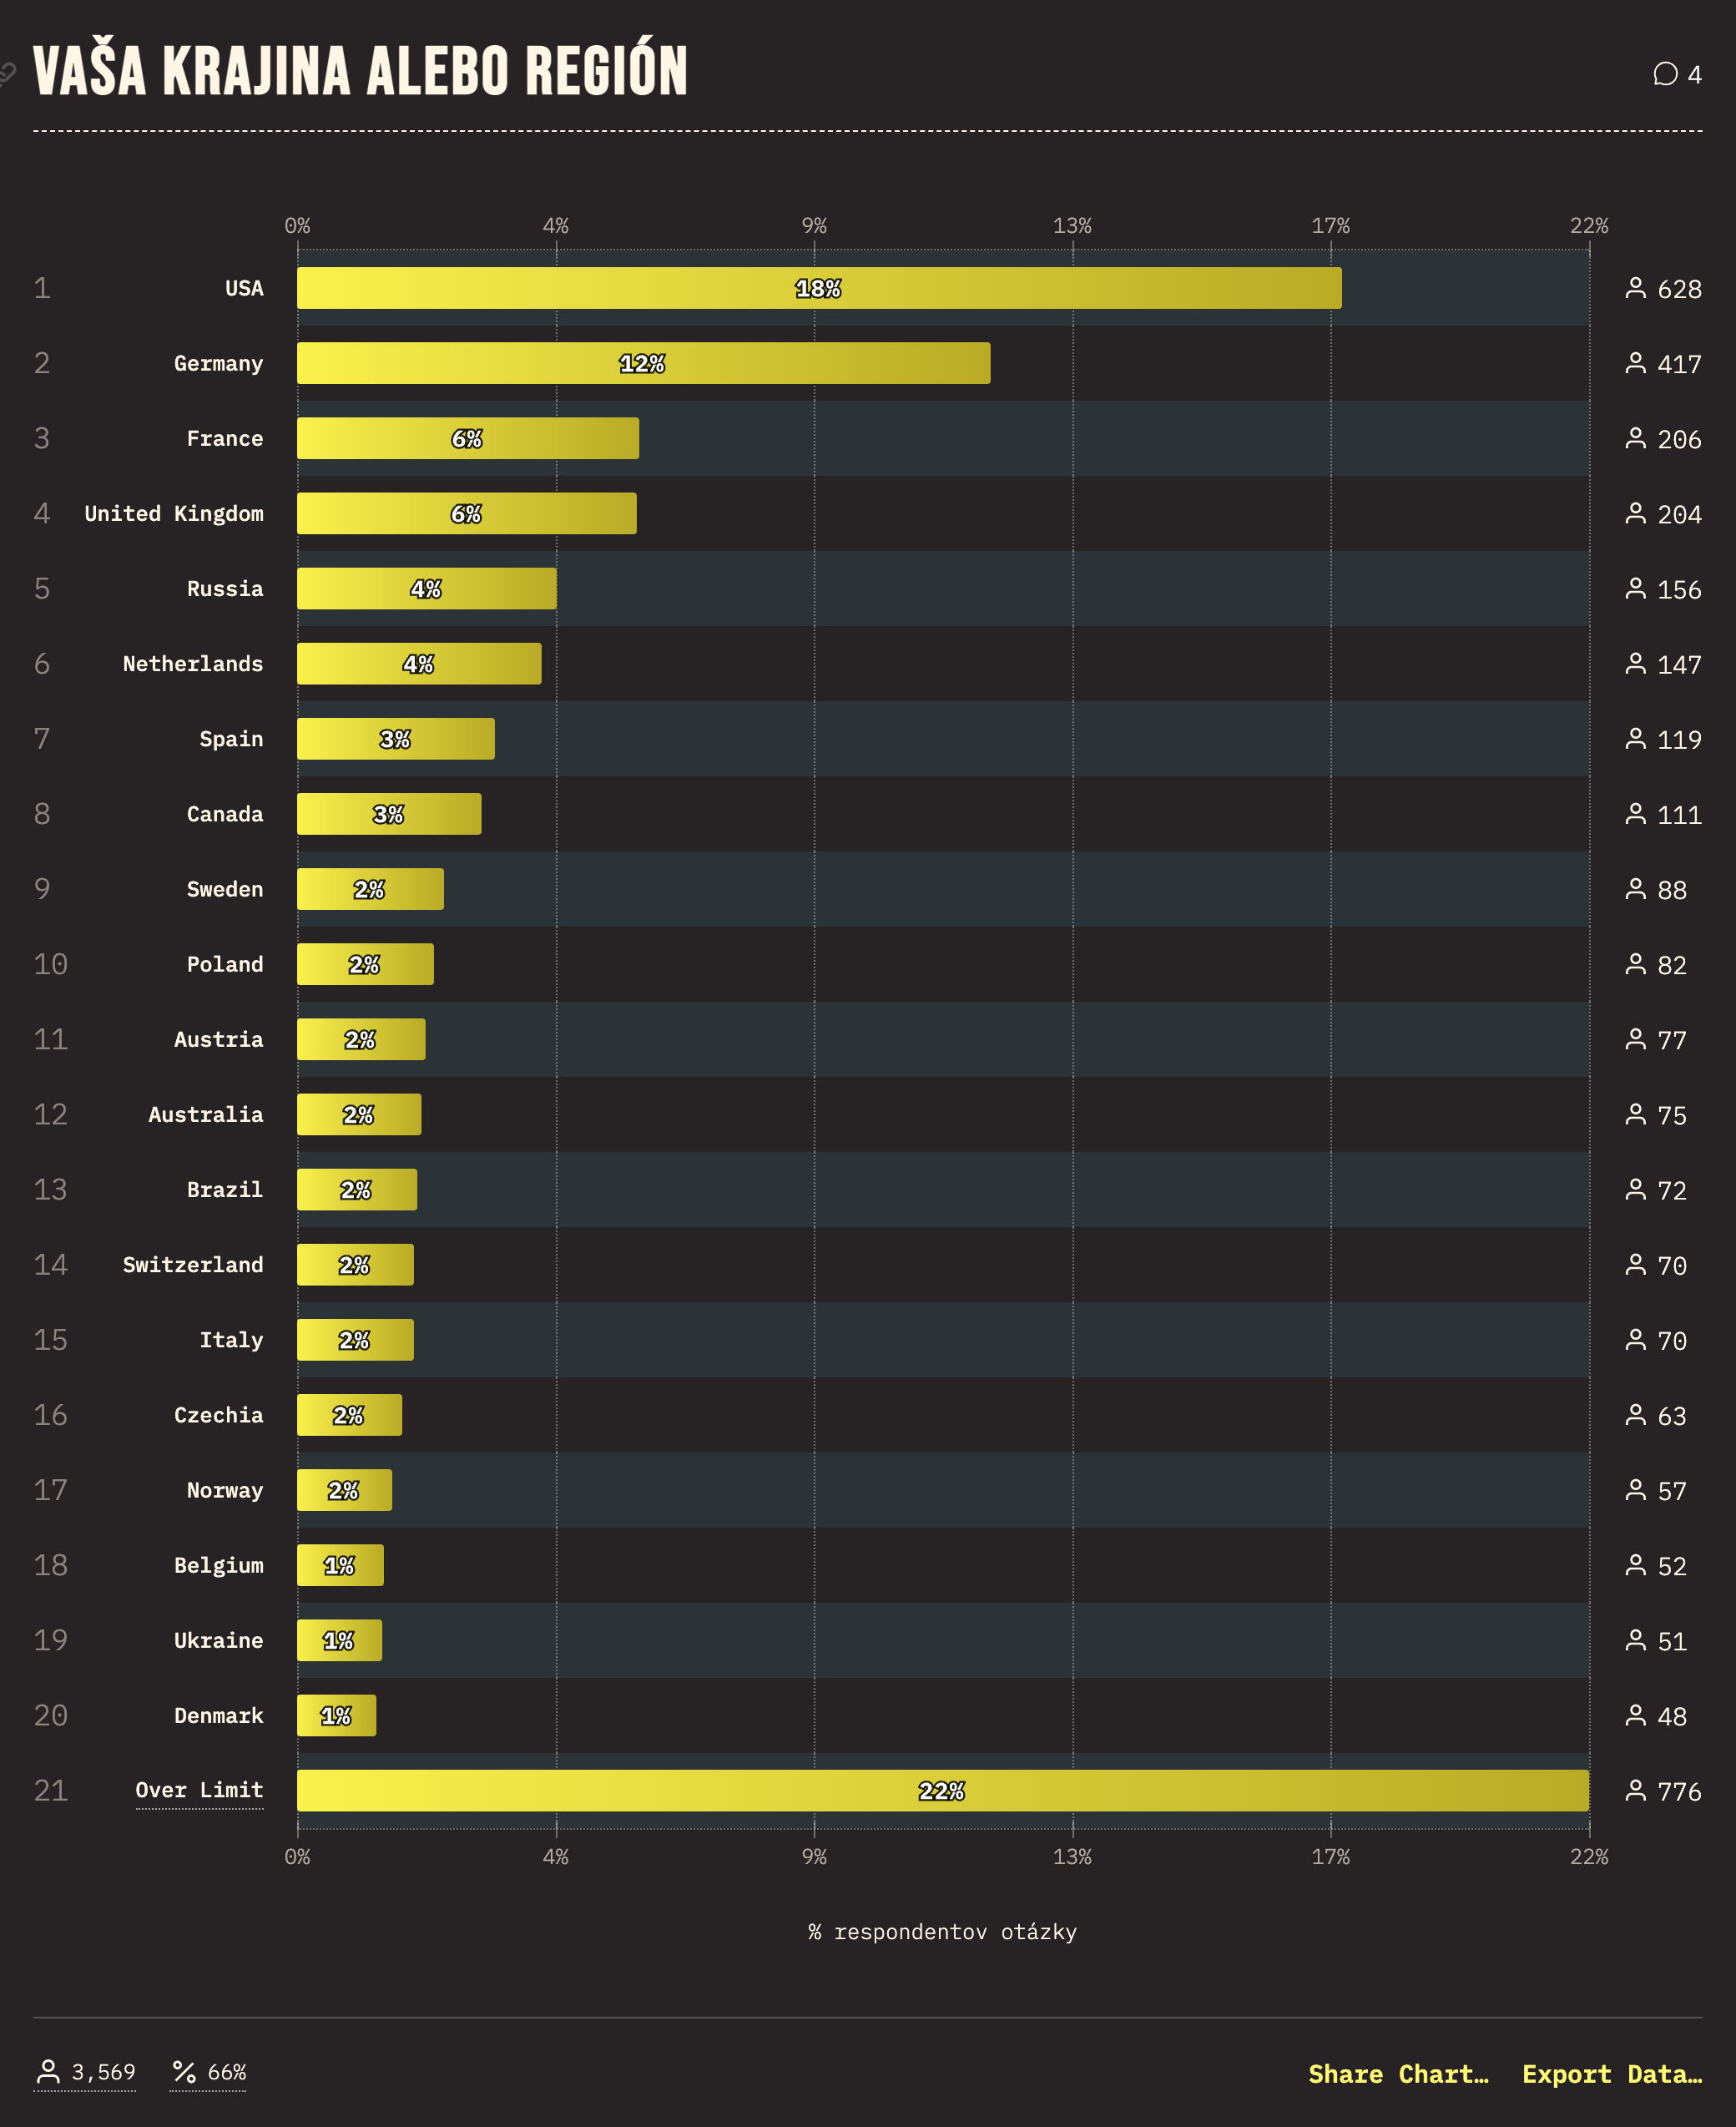 VAŠA KRAJINA ALEBO REGIÓN 4
0% 4% 9% 13% 17% 22%
1 USA 18% 628
2 Germany 12% 417
3 France 6% 206
4 United Kingdom 6% 204
5 Russia 4% 156
6 Netherlands 4% 147
7 Spain 3% 119
8 Canada 3% 111
9 Sweden 2% 88
10 Poland 2% 82
11 Austria 2% 77
12 Australia 2% 75
13 Brazil 2% 72
14 Switzerland 2% 70
15 Italy 2% 70
16 Czechia 2% 63
17 Norway 2% 57
18 Belgium 1% 52
19 Ukraine 1% 51
20 Denmark 1% 48
21 Over Limit 22% 776
0% 4% 9% 13% 17% 22%
% respondentov otázky
3,569 66% Share Chart… Export Data…